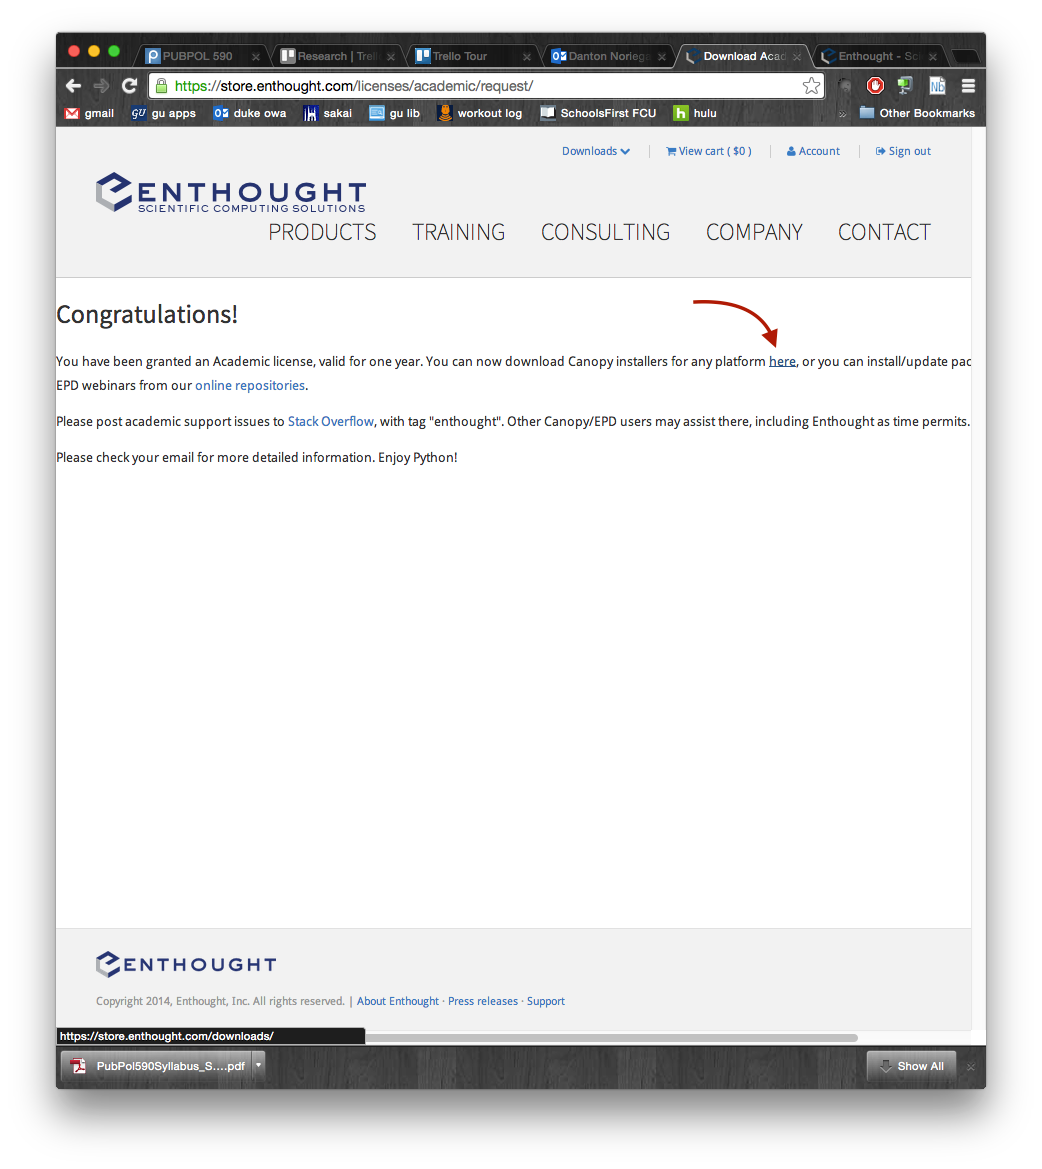 PUBPOL 590
Research | Trell
Trello Tour
Danton Noriega
Download Acad
Enthought - Sci
https://store.enthought.com/licenses/academic/request/
gmail
gu apps
duke owa
sakai
gu lib
workout log
SchoolsFirst FCU
hulu
»
Other Bookmarks
Downloads
View cart ( $0 )
Account
Sign out
ENTHOUGHT
SCIENTIFIC COMPUTING SOLUTIONS
PRODUCTS TRAINING CONSULTING COMPANY CONTACT
Congratulations!
You have been granted an Academic license, valid for one year. You can now download Canopy installers for any platform here, or you can install/update pac
EPD webinars from our online repositories.
Please post academic support issues to Stack Overflow, with tag "enthought". Other Canopy/EPD users may assist there, including Enthought as time permits.
Please check your email for more detailed information. Enjoy Python!
ENTHOUGHT
Copyright 2014, Enthought, Inc. All rights reserved. | About Enthought · Press releases · Support
https://store.enthought.com/downloads/
PubPol590Syllabus_S....pdf
Show All